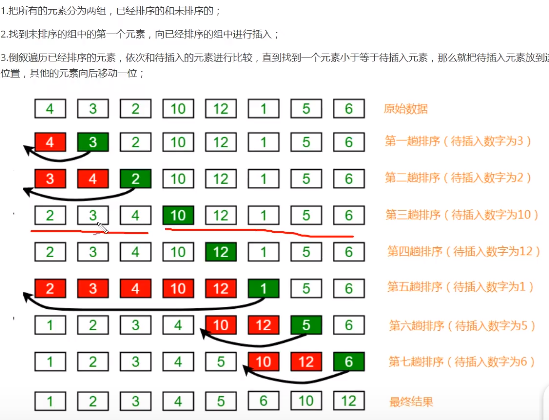 1.把所有的元素分为两组，已经排序的和未排序的；
2.找到未排序的组中的第一个元素，向已经排序的组中进行插入；
3.倒叙遍历已经排序的元素，依次和待插入的元素进行比较，直到找到一个元素小于等于待插入元素，那么就把待插入元素放到这
位置，其他的元素向后移动一位；
4 3 2 10 12 1 5 6 原始数据
4 3 2 10 12 1 5 6 第一趟排序（待插入数字为3）
3 4 2 10 12 1 5 6 第二趟排序（待插入数字为2）
2 3 4 10 12 1 5 6 第三趟排序（待插入数字为10）
2 3 4 10 12 1 5 6 第四趟排序（待插入数字为12）
2 3 4 10 12 1 5 6 第五趟排序（待插入数字为1）
1 2 3 4 10 12 5 6 第六趟排序（待插入数字为5）
1 2 3 4 5 10 12 6 第七趟排序（待插入数字为6）
1 2 3 4 5 6 10 12 最终结果